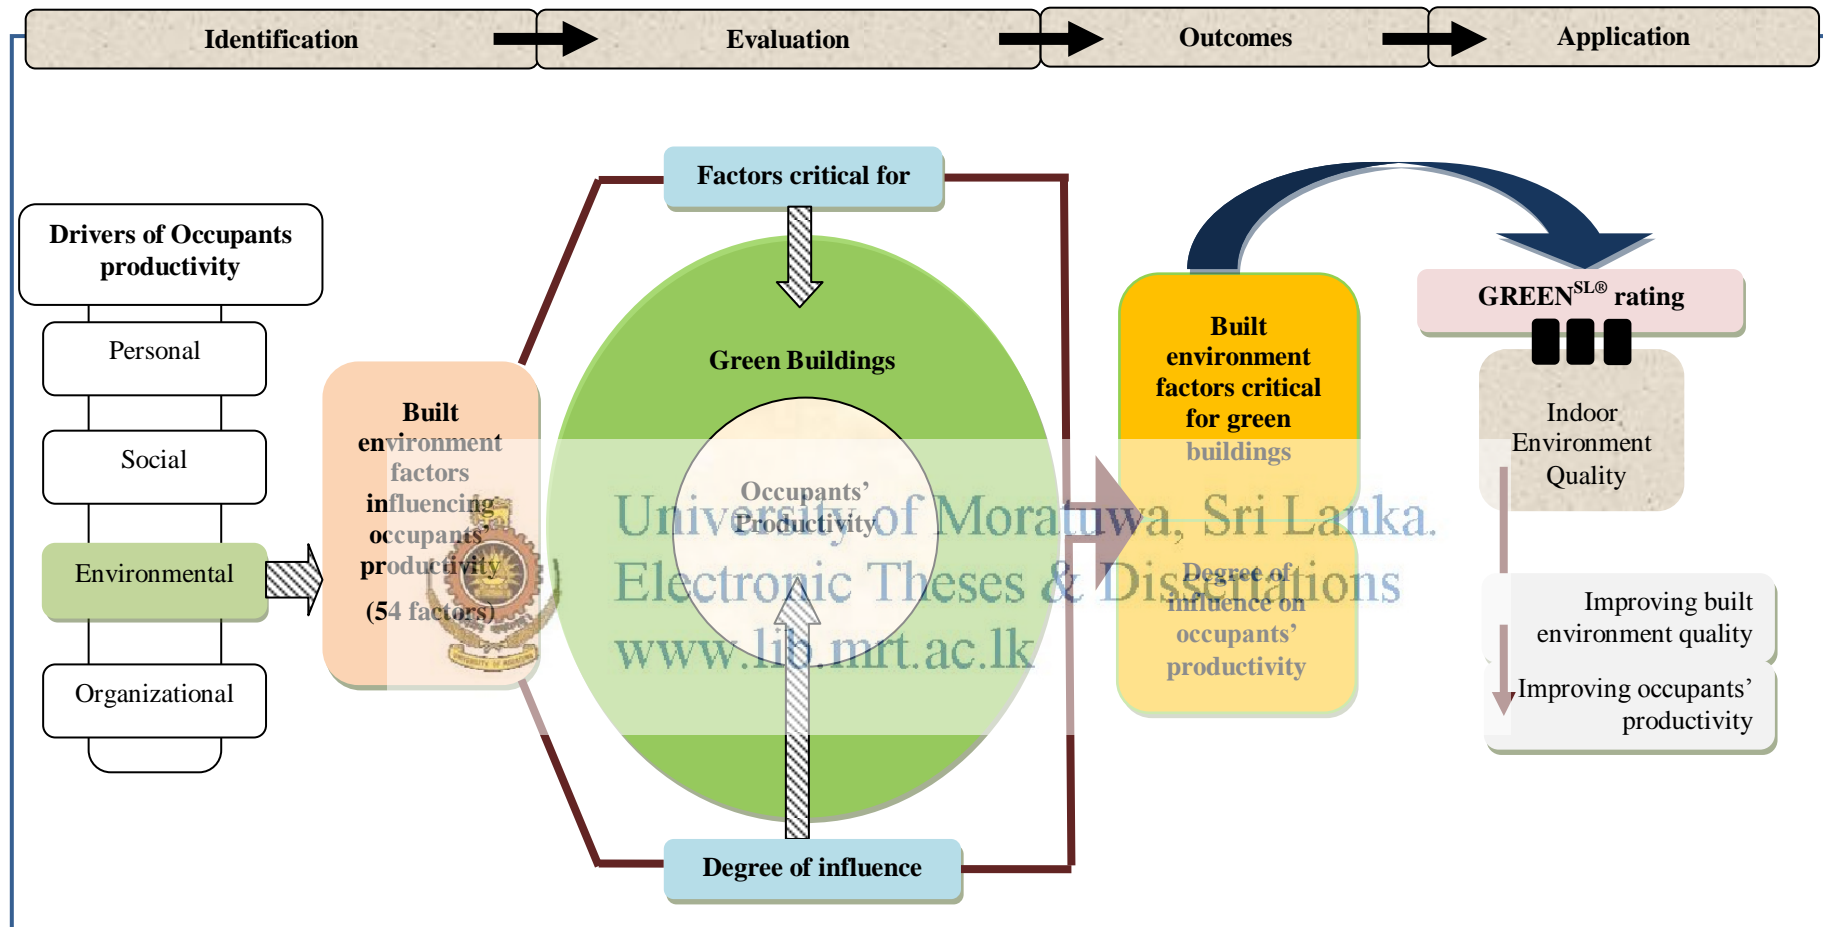 Identification
Evaluation
Outcomes
Application
Drivers of Occupants
productivity
Personal
Social
Environmental
Organizational
Built
environment
factors
influencing
occupants’
productivity
(54 factors)
Factors critical for
Green Buildings
Occupants’
Productivity
Degree of influence
Built
environment
factors critical
for green
buildings
Degree of
influence on
occupants’
productivity
GREENSL® rating
Indoor
Environment
Quality
Improving built
environment quality
Improving occupants’
productivity
University of Moratuwa, Sri Lanka.
Electronic Theses & Dissertations
www.lib.mrt.ac.lk
UNIVERSITY OF MORATUWA